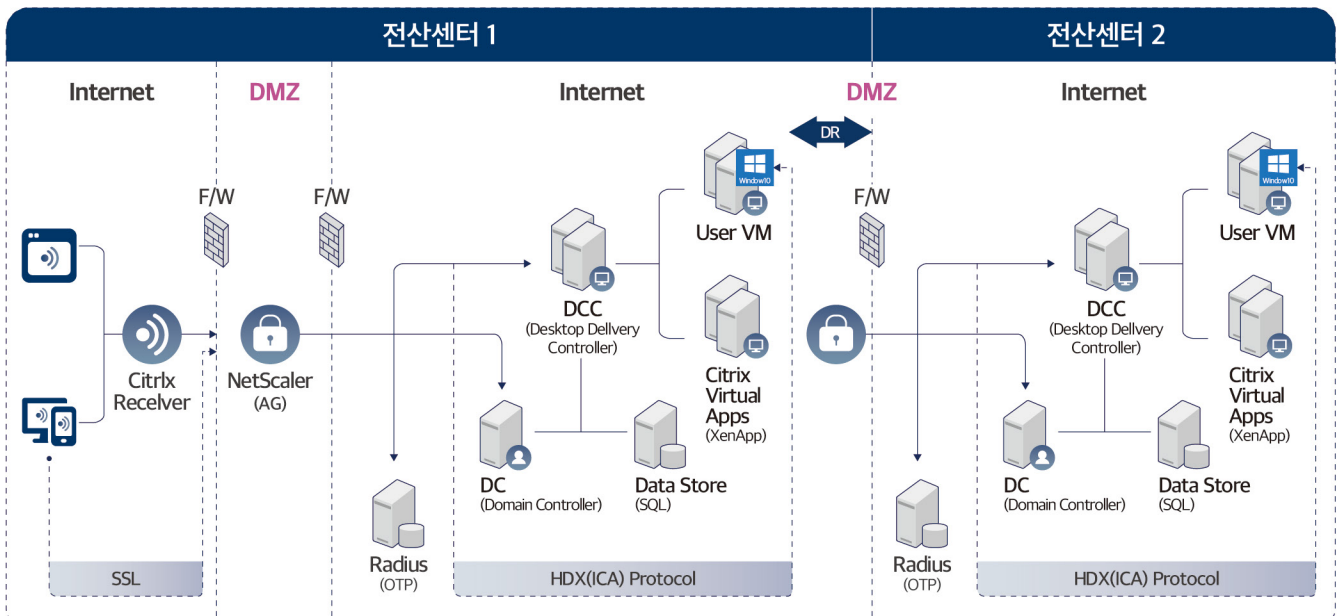 전산센터 1
전산센터 2
Internet
DMZ
Internet
DMZ
Internet
DR
F/W
F/W
Window10
User VM
F/W
Window10
User VM
Citrlx
Recelver
NetScaler
(AG)
DCC
(Desktop Dellvery
Controller)
Citrix
Virtual
Apps
(XenApp)
DC
(Domain Controller)
Data Store
(SQL)
Radius
(OTP)
DCC
(Desktop Dellvery
Controller)
Citrix
Virtual
Apps
(XenApp)
DC
(Domain Controller)
Data Store
(SQL)
Radius
(OTP)
SSL
HDX(ICA) Protocol
HDX(ICA) Protocol